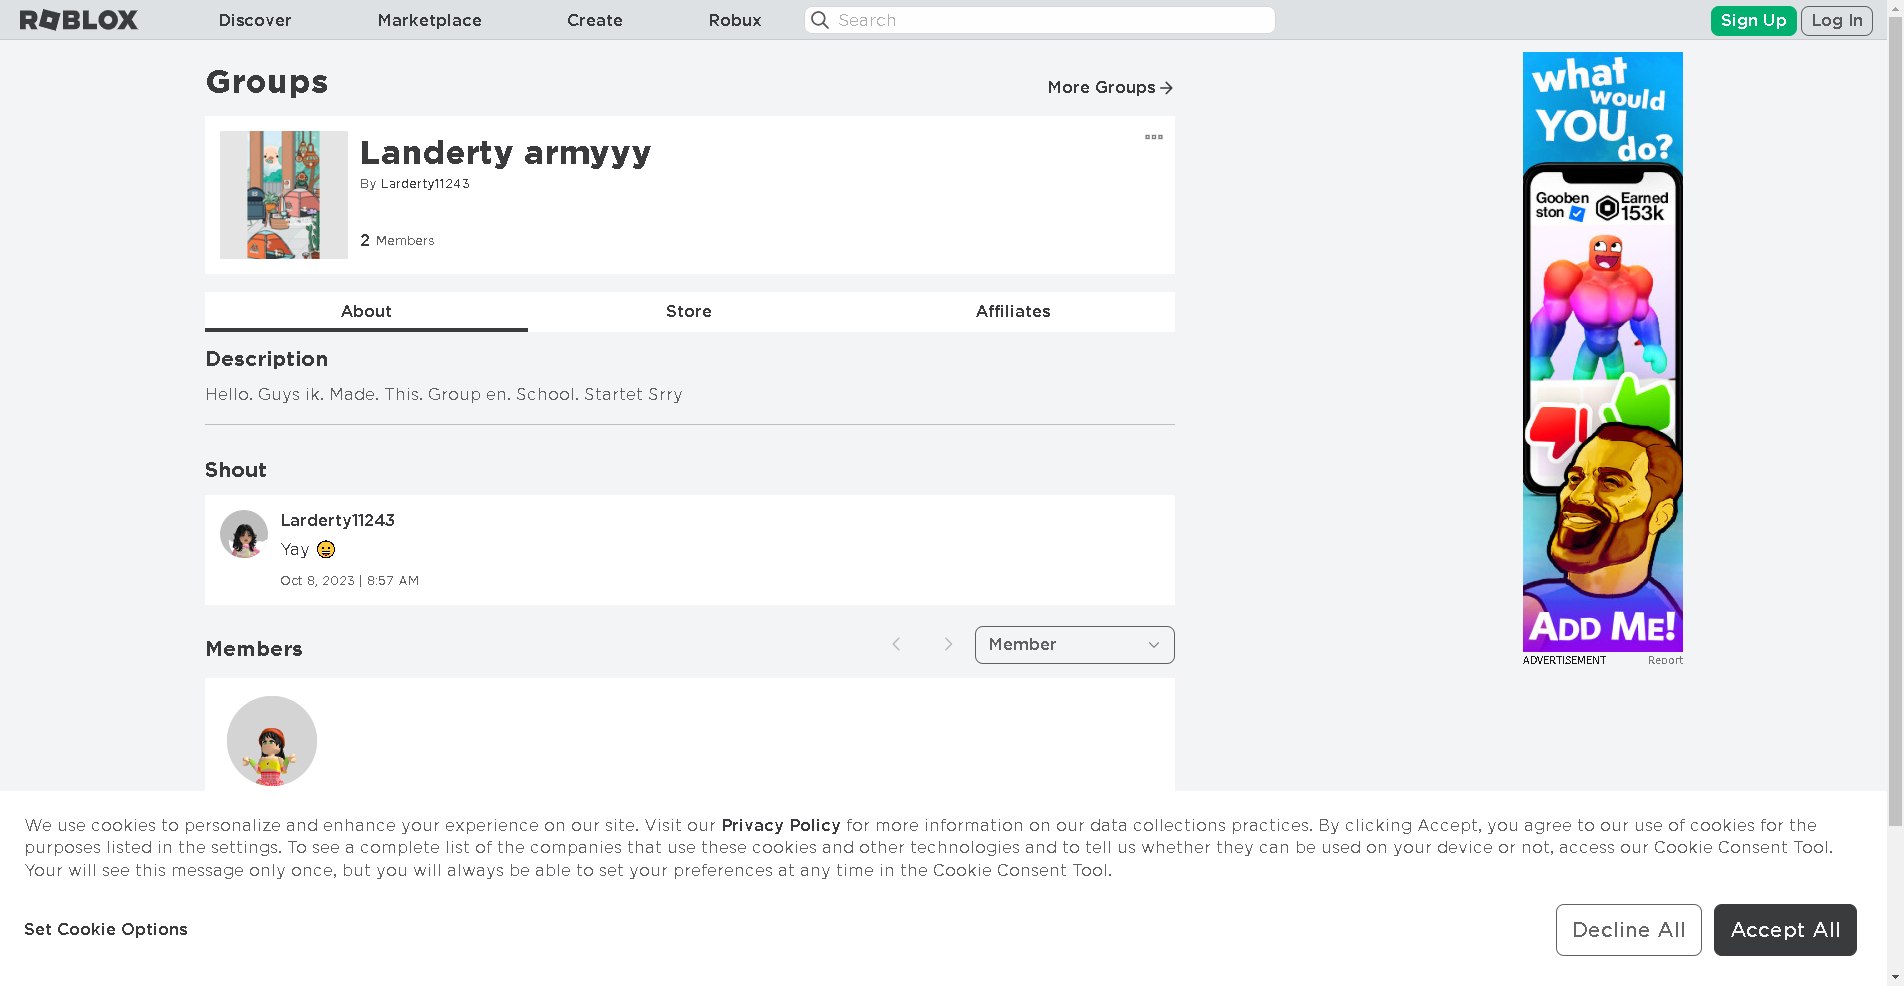 ROBLOX Discover Marketplace Create Robux Search Sign Up Log In
Groups
More Groups
Landerty armyyy
By Larderty11243
2 Members
About Store Affiliates
Description
Hello. Guys ik. Made. This. Group en. School. Startet Srry
Shout
Larderty11243
Yay
Oct 8, 2023 | 8:57 AM
Members
Member
what
would
YOU
do?
Gooben
ston
Earned
153k
ADD ME!
ADVERTISEMENT Report
We use cookies to personalize and enhance your experience on our site. Visit our Privacy Policy for more information on our data collections practices. By clicking Accept, you agree to our use of cookies for the
purposes listed in the settings. To see a complete list of the companies that use these cookies and other technologies and to tell us whether they can be used on your device or not, access our Cookie Consent Tool.
Your will see this message only once, but you will always be able to set your preferences at any time in the Cookie Consent Tool.
Set Cookie Options
Decline All
Accept All